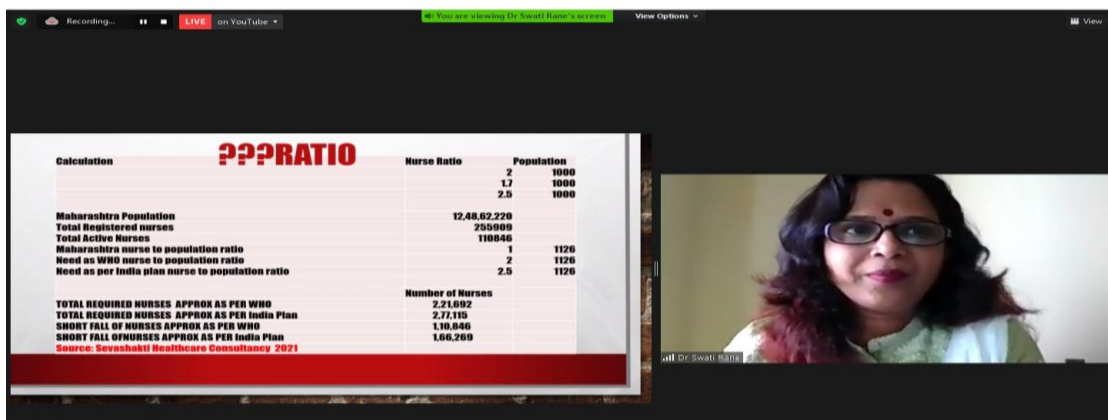 Recording... LIVE on YouTube You are viewing Dr Swati Rane's screen View Options View
???RATIO
Calculation Nurse Ratio Population
2 1000
1.7 1000
2.5 1000
Maharashtra Population 12,48,62,220
Total Registered nurses 255909
Total Active Nurses 110846
Maharashtra nurse to population ratio 1 1126
Need as WHO nurse to population ratio 2 1126
Need as per India plan nurse to population ratio 2.5 1126
Number of Nurses
TOTAL REQUIRED NURSES APPROX AS PER WHO 2,21,692
TOTAL REQUIRED NURSES APPROX AS PER India Plan 2,77,115
SHORT FALL OF NURSES APPROX AS PER WHO 1,10,846
SHORT FALL OFNURSES APPROX AS PER India Plan 1,66,269
Source: Sevashakti Healthcare Consultancy 2021
Dr Swati Rane